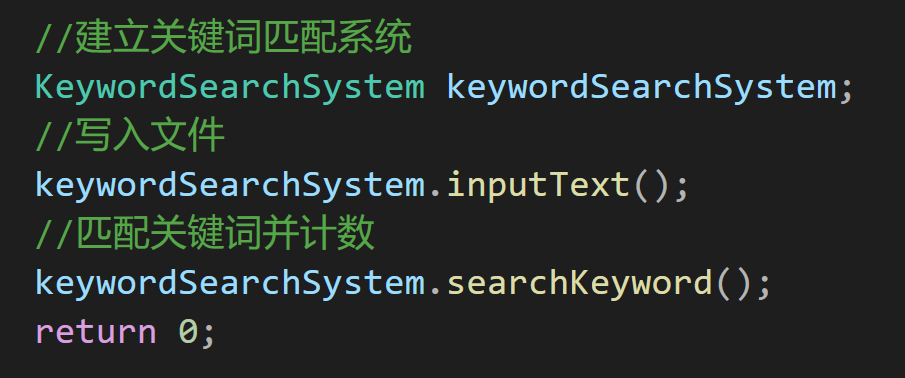 //建立关键词匹配系统
KeywordSearchSystem keywordSearchSystem;
//写入文件
keywordSearchSystem.inputText();
//匹配关键词并计数
keywordSearchSystem.searchKeyword();
return 0;